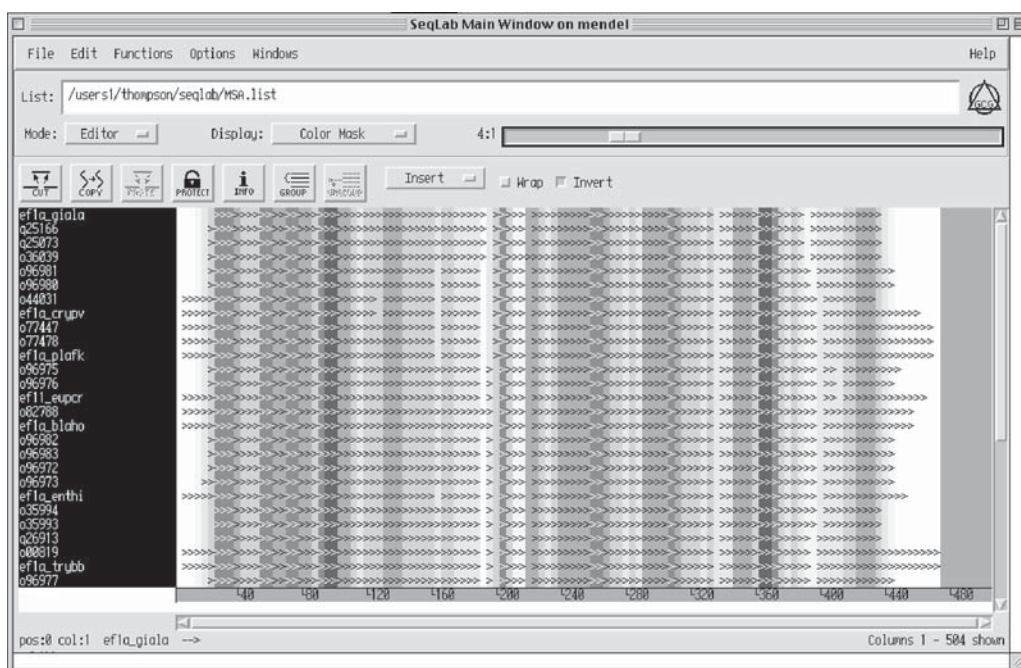 SeqLab Main Window on mendel
File Edit Functions Options Windows Help
List: /users1/thompson/seqlab/MSA.list
GCG
Mode: Editor Display: Color Mask 4:1
CUT COPY PASTE PROTECT INFO GROUP UNGROUP Insert Wrap Invert
ef1a_giala
q25166
q25073
o36039
o96981
o96980
o44031
ef1a_crypv
o77447
o77478
ef1a_plafk
o96975
o96976
ef11_eupcr
o82788
ef1a_blaho
o96982
o96983
o96972
o96973
ef1a_enthi
o35994
o35993
q26913
o00819
ef1a_trybb
o96977
40 80 120 160 200 240 280 320 360 400 440 480
pos:0 col:1 ef1a_giala --> Columns 1 - 504 shown